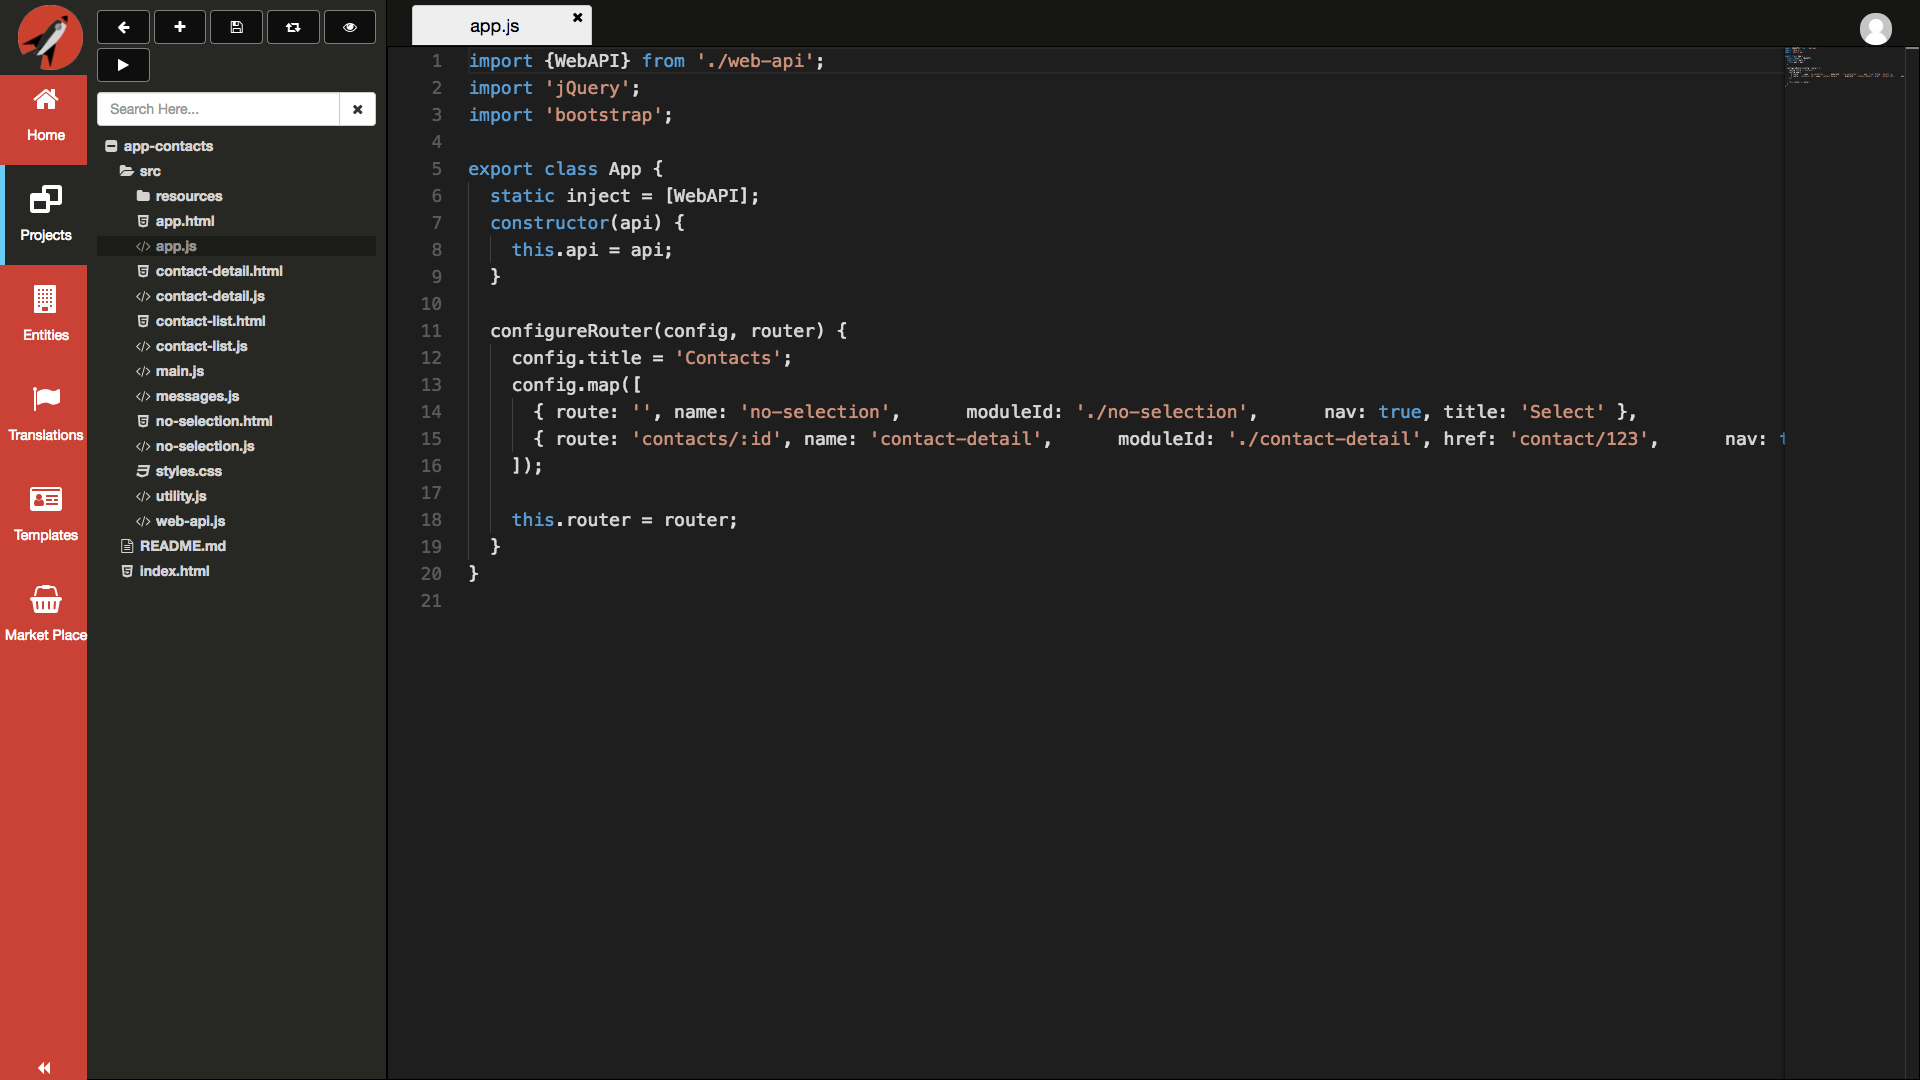 Home
Projects
Entities
Translations
Templates
Market Place
Search Here...
app-contacts
src
resources
app.html
app.js
contact-detail.html
contact-detail.js
contact-list.html
contact-list.js
main.js
messages.js
no-selection.html
no-selection.js
styles.css
utility.js
web-api.js
README.md
index.html
app.js
1 import {WebAPI} from './web-api';
2 import 'jQuery';
3 import 'bootstrap';
4
5 export class App {
6 static inject = [WebAPI];
7 constructor(api) {
8 this.api = api;
9 }
10
11 configureRouter(config, router) {
12 config.title = 'Contacts';
13 config.map([
14 { route: '', name: 'no-selection', moduleId: './no-selection', nav: true, title: 'Select' },
15 { route: 'contacts/:id', name: 'contact-detail', moduleId: './contact-detail', href: 'contact/123', nav: t
16 ]);
17
18 this.router = router;
19 }
20 }
21